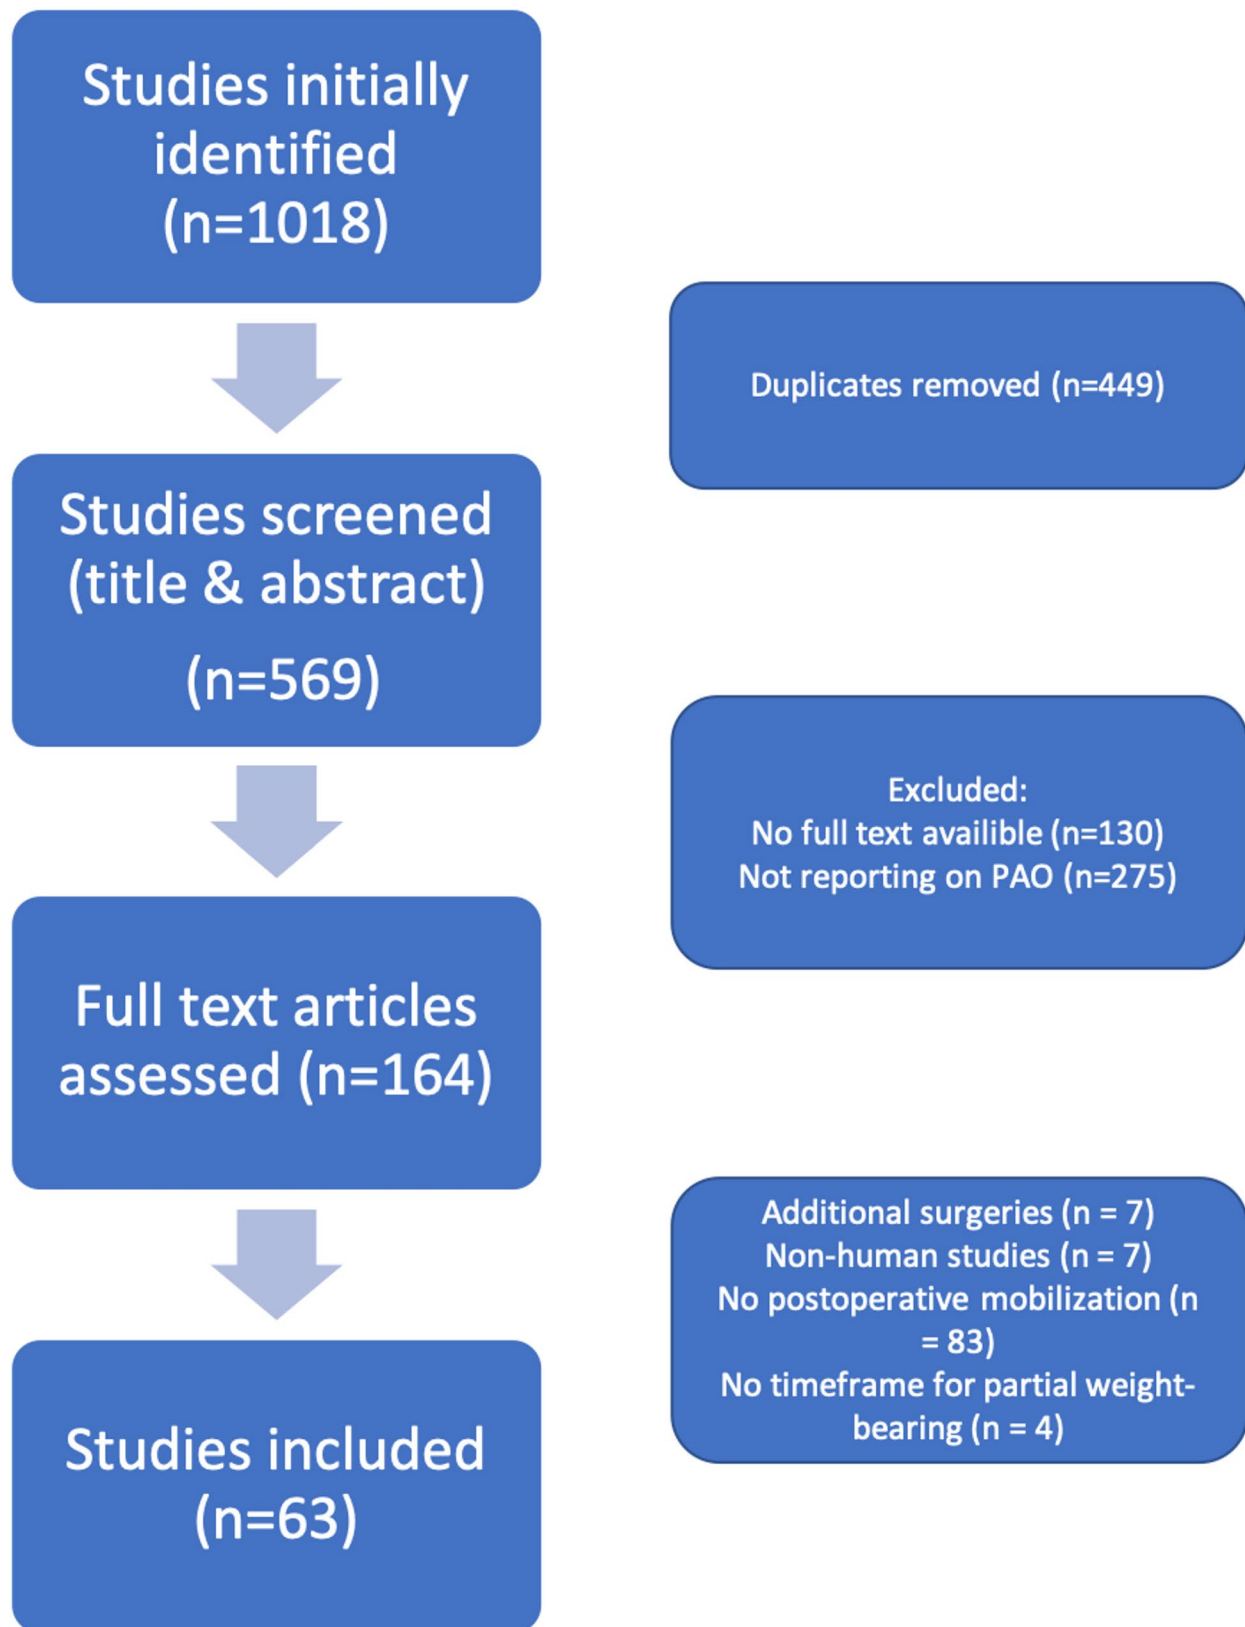 Studies initially
identified
(n=1018)
Duplicates removed (n=449)
Studies screened
(title & abstract)
(n=569)
Excluded:
No full text availible (n=130)
Not reporting on PAO (n=275)
Full text articles
assessed (n=164)
Additional surgeries (n = 7)
Non-human studies (n = 7)
No postoperative mobilization (n
= 83)
No timeframe for partial weight-
bearing (n = 4)
Studies included
(n=63)